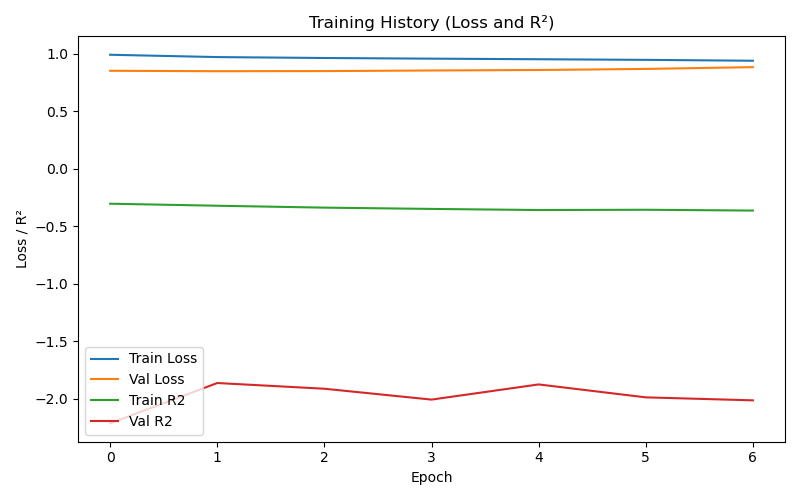 Training History (Loss and R²)
1.0
0.5
0.0
−0.5
−1.0
−1.5
−2.0
Loss / R²
Train Loss
Val Loss
Train R2
Val R2
0 1 2 3 4 5 6
Epoch